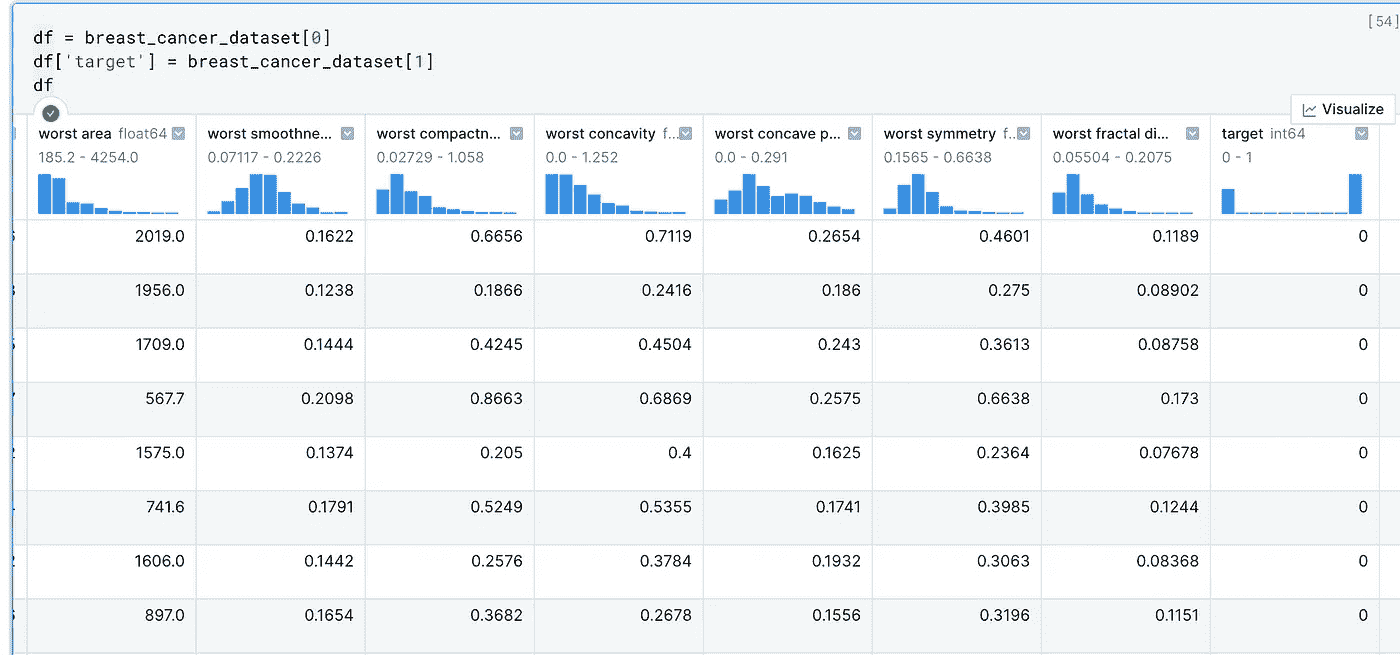 [54]
df = breast_cancer_dataset[0]
df['target'] = breast_cancer_dataset[1]
df
Visualize
worst area float64 worst smoothne... worst compactn... worst concavity f... worst concave p... worst symmetry f... worst fractal di... target int64
185.2 - 4254.0 0.07117 - 0.2226 0.02729 - 1.058 0.0 - 1.252 0.0 - 0.291 0.1565 - 0.6638 0.05504 - 0.2075 0 - 1
2019.0 0.1622 0.6656 0.7119 0.2654 0.4601 0.1189 0
1956.0 0.1238 0.1866 0.2416 0.186 0.275 0.08902 0
1709.0 0.1444 0.4245 0.4504 0.243 0.3613 0.08758 0
567.7 0.2098 0.8663 0.6869 0.2575 0.6638 0.173 0
1575.0 0.1374 0.205 0.4 0.1625 0.2364 0.07678 0
741.6 0.1791 0.5249 0.5355 0.1741 0.3985 0.1244 0
1606.0 0.1442 0.2576 0.3784 0.1932 0.3063 0.08368 0
897.0 0.1654 0.3682 0.2678 0.1556 0.3196 0.1151 0